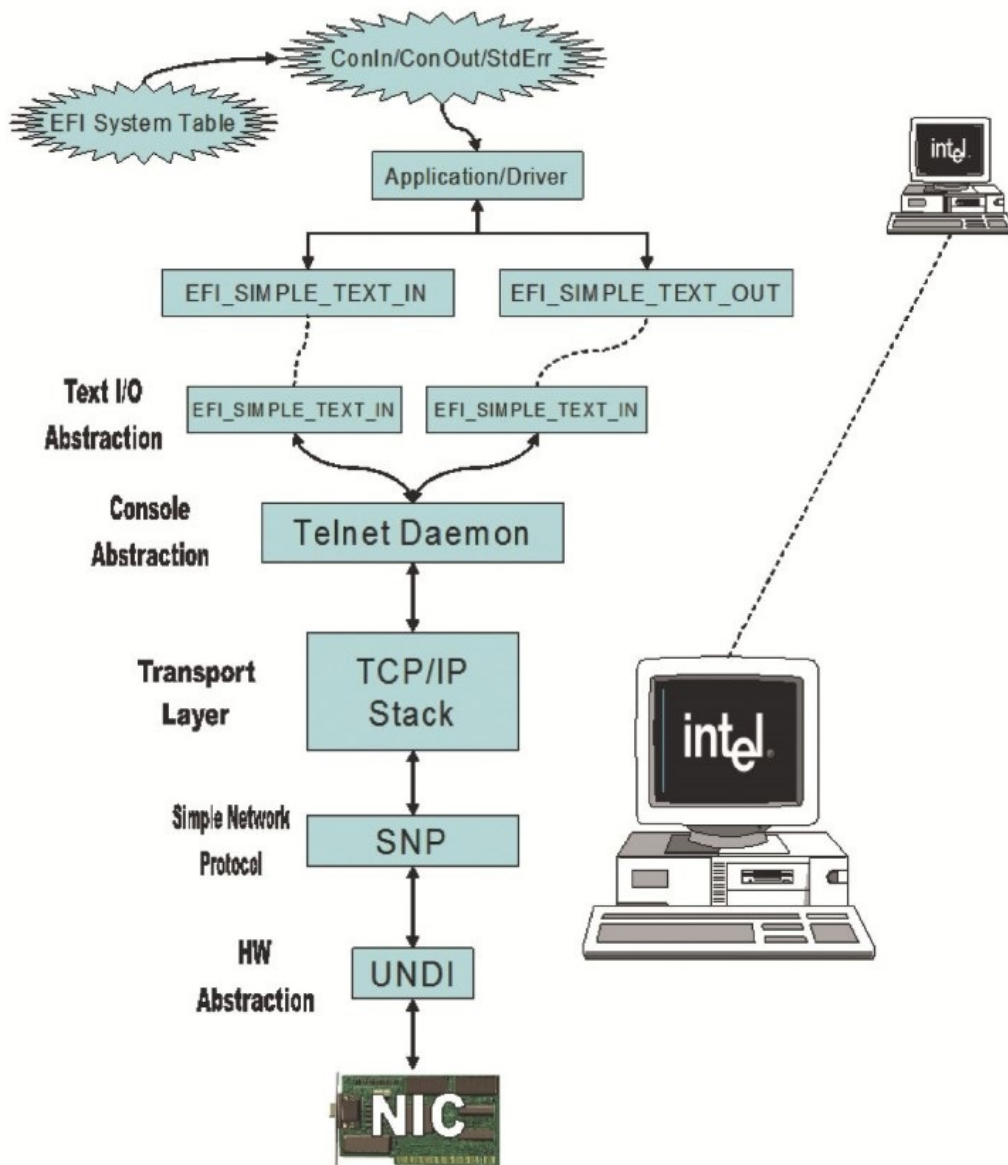 ConIn/ConOut/StdErr
EFI System Table
Application/Driver
intel.
EFI_SIMPLE_TEXT_IN
EFI_SIMPLE_TEXT_OUT
Text I/O
Abstraction
EFI_SIMPLE_TEXT_IN
EFI_SIMPLE_TEXT_IN
Console
Abstraction
Telnet Daemon
Transport
Layer
TCP/IP
Stack
intel.
Simple Network
Protocol
SNP
HW
Abstraction
UNDI
NIC